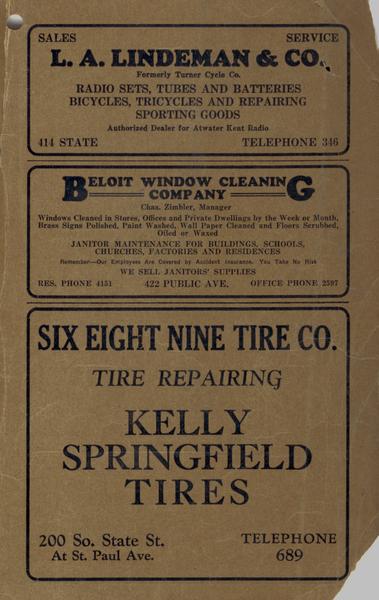 SALES SERVICE
L. A. LINDEMAN & CO.
Formerly Turner Cycle Co.
RADIO SETS, TUBES AND BATTERIES
BICYCLES, TRICYCLES AND REPAIRING
SPORTING GOODS
Authorized Dealer for Atwater Kent Radio
414 STATE TELEPHONE 346
BELOIT WINDOW CLEANING
COMPANY
Chas. Zimbler, Manager
Windows Cleaned in Stores, Offices and Private Dwellings by the Week or Month,
Brass Signs Polished, Paint Washed, Wall Paper Cleaned and Floors Scrubbed,
Oiled or Waxed
JANITOR MAINTENANCE FOR BUILDINGS, SCHOOLS,
CHURCHES, FACTORIES AND RESIDENCES
Remember—Our Employees Are Covered by Accident Insurance. You Take No Risk
WE SELL JANITORS' SUPPLIES
RES. PHONE 4151 422 PUBLIC AVE. OFFICE PHONE 2597
SIX EIGHT NINE TIRE CO.
TIRE REPAIRING
KELLY
SPRINGFIELD
TIRES
200 So. State St. TELEPHONE
At St. Paul Ave. 689